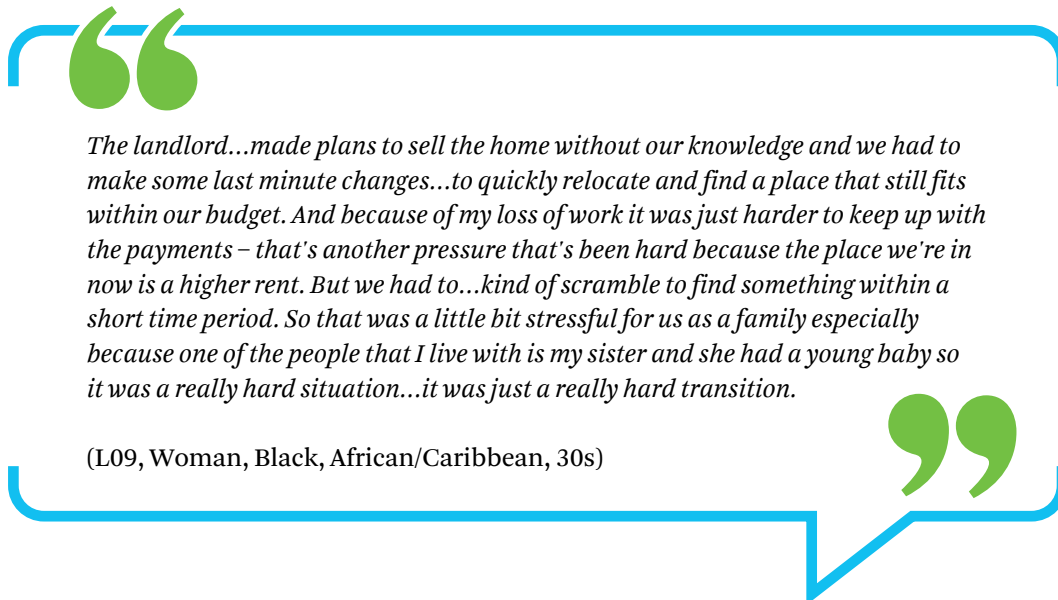 The landlord…made plans to sell the home without our knowledge and we had to
make some last minute changes…to quickly relocate and find a place that still fits
within our budget. And because of my loss of work it was just harder to keep up with
the payments – that's another pressure that's been hard because the place we're in
now is a higher rent. But we had to…kind of scramble to find something within a
short time period. So that was a little bit stressful for us as a family especially
because one of the people that I live with is my sister and she had a young baby so
it was a really hard situation…it was just a really hard transition.
(L09, Woman, Black, African/Caribbean, 30s)